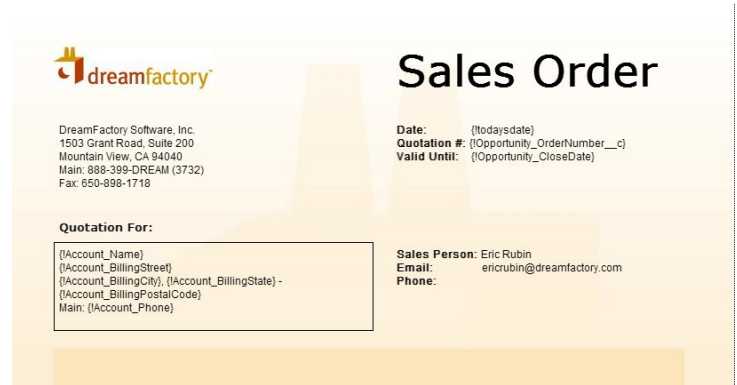 dreamfactory
Sales Order
DreamFactory Software, Inc.
1503 Grant Road, Suite 200
Mountain View, CA 94040
Main: 888-399-DREAM (3732)
Fax: 650-898-1718
Date: {!todaysdate}
Quotation #: {!Opportunity_OrderNumber__c}
Valid Until: {!Opportunity_CloseDate}
Quotation For:
{!Account_Name}
{!Account_BillingStreet}
{!Account_BillingCity}, {!Account_BillingState} -
{!Account_BillingPostalCode}
Main: {!Account_Phone}
Sales Person: Eric Rubin
Email: ericrubin@dreamfactory.com
Phone: